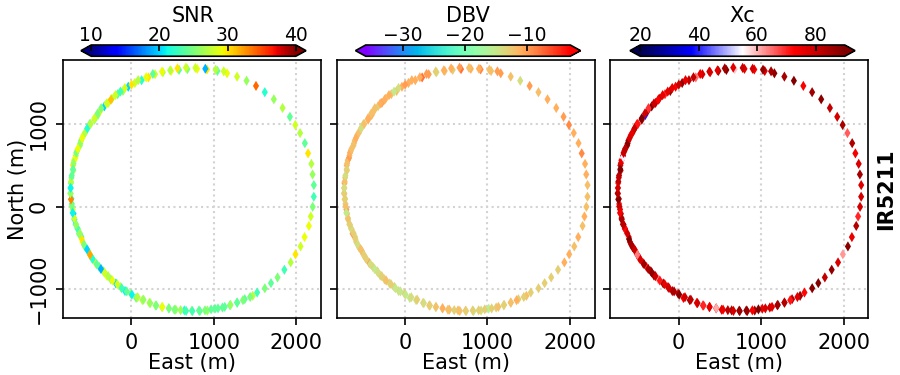 SNR DBV Xc
10 20 30 40 −30 −20 −10 20 40 60 80
1000
0
−1000
North (m)
0 1000 2000 0 1000 2000 0 1000 2000
East (m) East (m) East (m)
IR5211